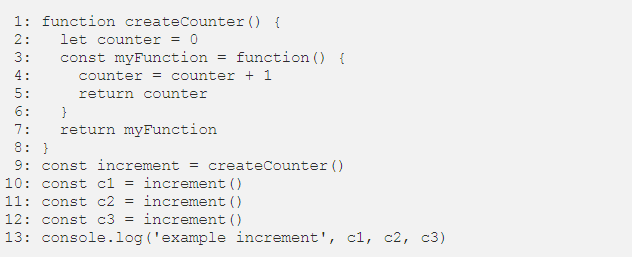 1: function createCounter() {
2:   let counter = 0
3:   const myFunction = function() {
4:     counter = counter + 1
5:     return counter
6:   }
7:   return myFunction
8: }
9: const increment = createCounter()
10: const c1 = increment()
11: const c2 = increment()
12: const c3 = increment()
13: console.log('example increment', c1, c2, c3)